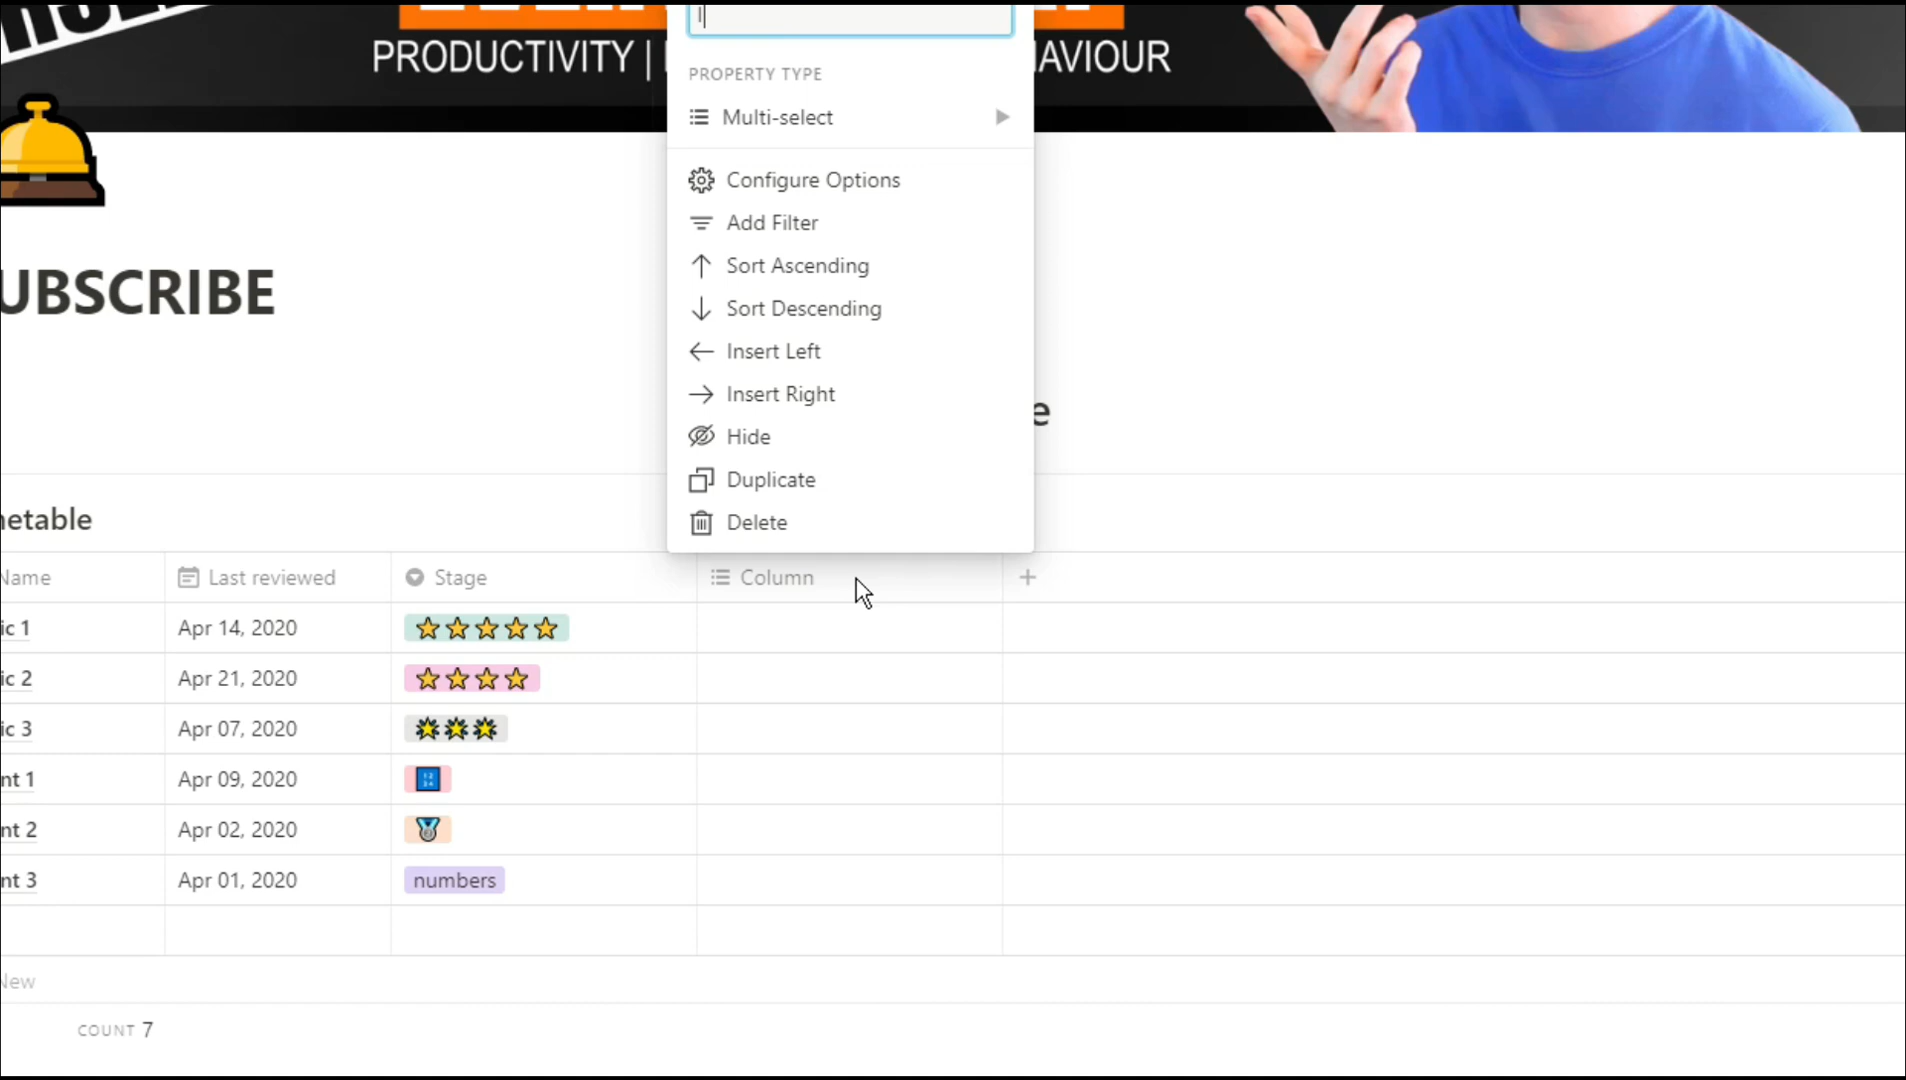 PRODUCTIVITY |
AVIOUR
PROPERTY TYPE
Multi-select
Configure Options
Add Filter
Sort Ascending
Sort Descending
Insert Left
Insert Right
Hide
Duplicate
Delete
UBSCRIBE
e
netable
Name
Last reviewed
Stage
Column
ic 1
Apr 14, 2020
ic 2
Apr 21, 2020
ic 3
Apr 07, 2020
nt 1
Apr 09, 2020
nt 2
Apr 02, 2020
nt 3
Apr 01, 2020
numbers
New
COUNT 7